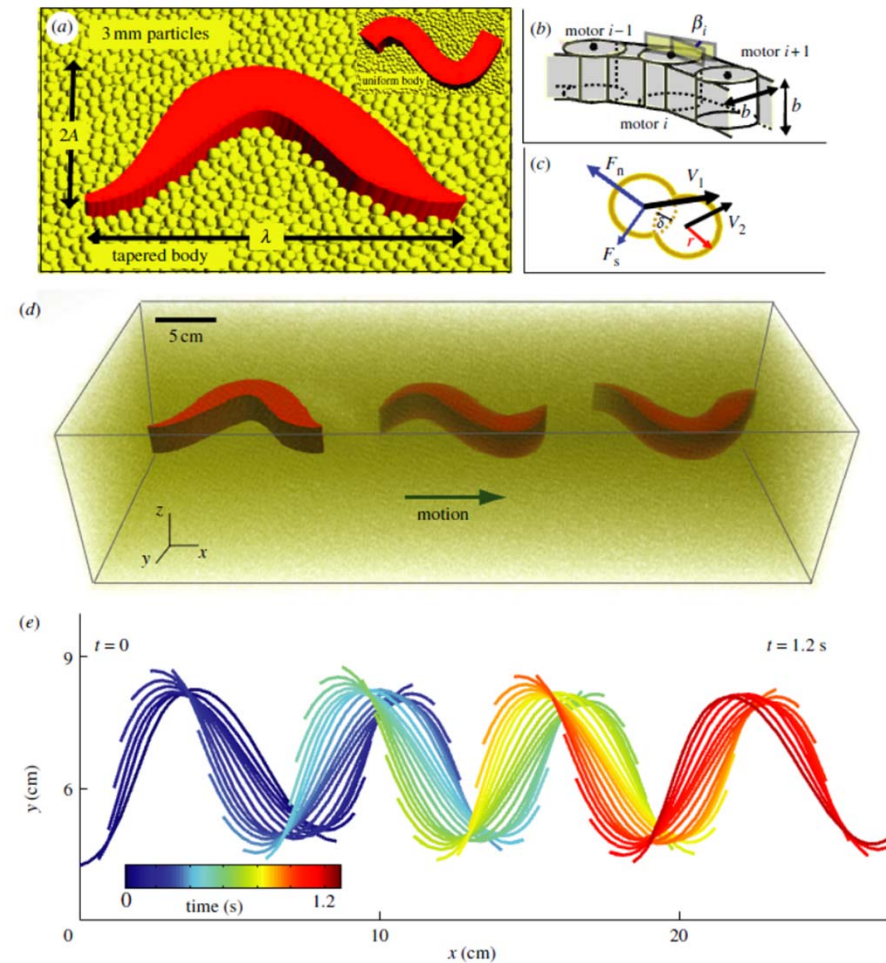 (a)
3 mm particles
uniform body
2A
λ
tapered body
(b)
motor i−1
β_i
motor i+1
b
b
motor i
(c)
F_n
V_1
δ
V_2
r
F_s
(d)
5 cm
motion
z
y
x
(e)
t = 0
t = 1.2 s
9
6
y (cm)
0
1.2
time (s)
0
10
20
x (cm)